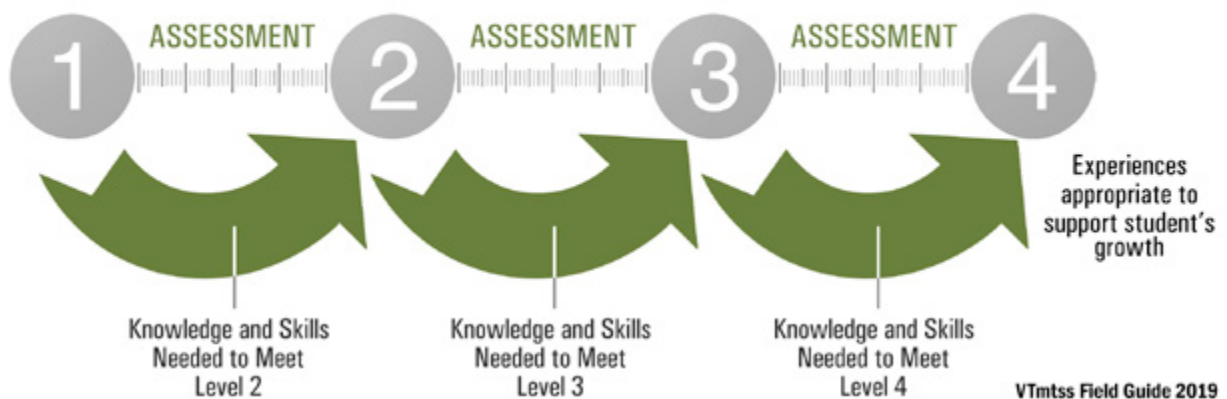 ASSESSMENT
ASSESSMENT
ASSESSMENT
1
2
3
4
Experiences
appropriate to
support student's
growth
Knowledge and Skills
Needed to Meet
Level 2
Knowledge and Skills
Needed to Meet
Level 3
Knowledge and Skills
Needed to Meet
Level 4
VTmtss Field Guide 2019